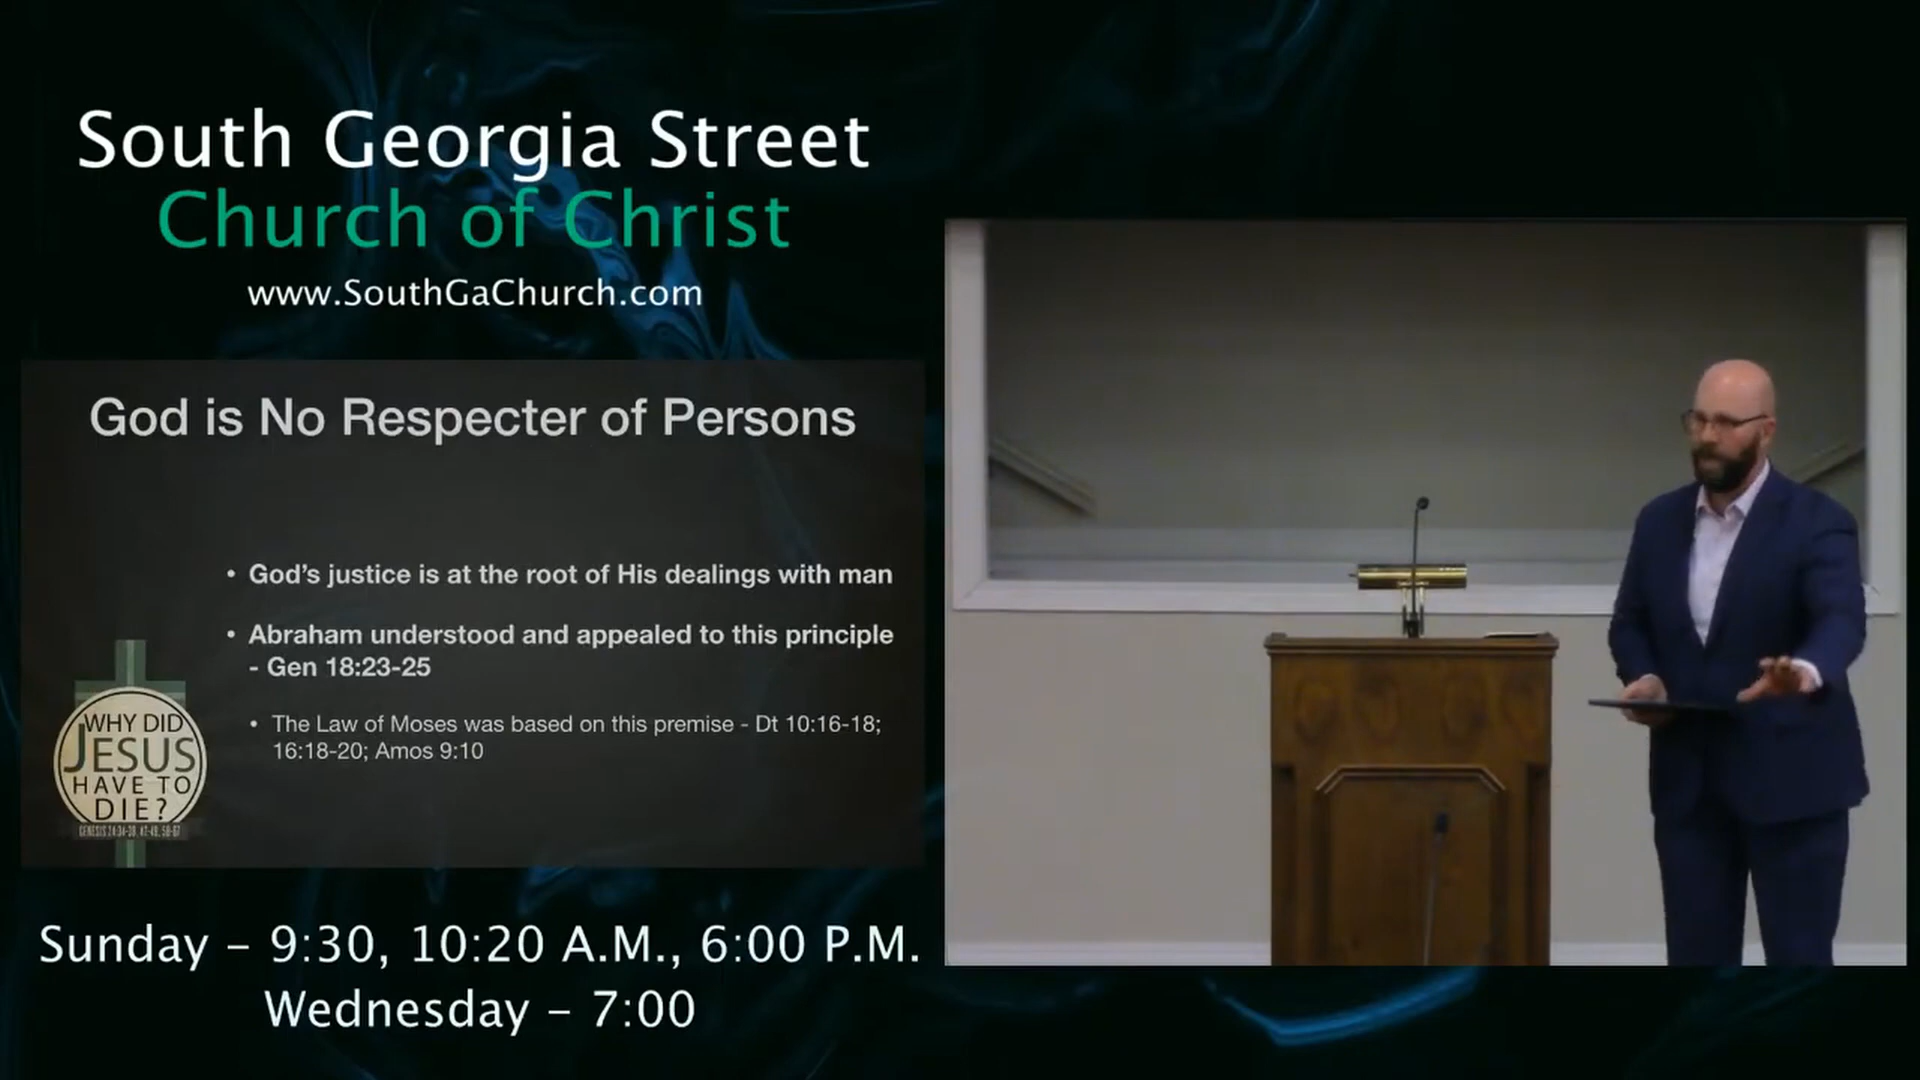 South Georgia Street
Church of Christ
www.SouthGaChurch.com
God is No Respecter of Persons
• God's justice is at the root of His dealings with man
• Abraham understood and appealed to this principle
- Gen 18:23-25
• The Law of Moses was based on this premise - Dt 10:16-18;
16:18-20; Amos 9:10
WHY DID
JESUS
HAVE TO
DIE?
Sunday – 9:30, 10:20 A.M., 6:00 P.M.
Wednesday – 7:00